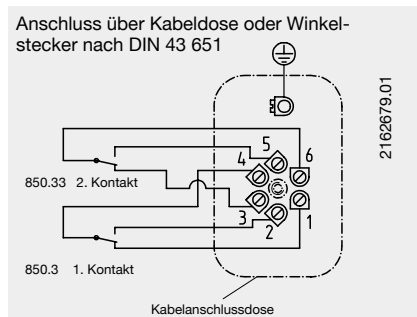 Anschluss über Kabeldose oder Winkel-
stecker nach DIN 43 651
2162679.01
5
4
6
850.33 2. Kontakt
3
2
1
850.3 1. Kontakt
Kabelanschlussdose